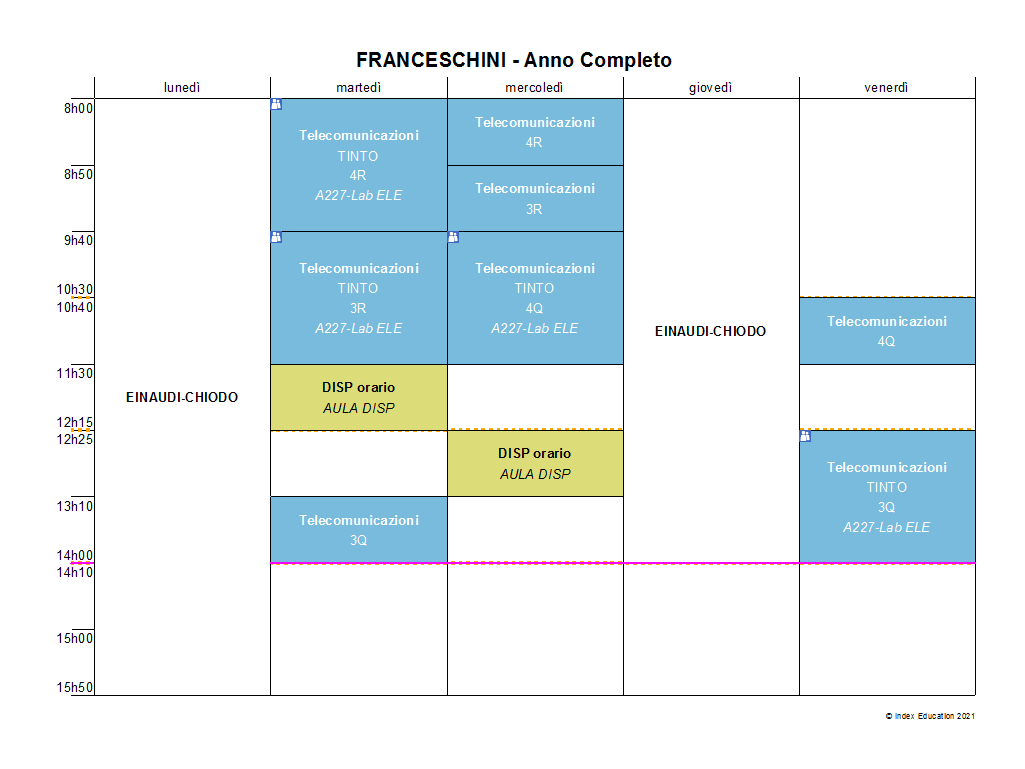 FRANCESCHINI - Anno Completo
lunedì
martedì
mercoledì
giovedì
venerdì
8h00
8h50
9h40
10h30
10h40
11h30
12h15
12h25
13h10
14h00
14h10
15h00
15h50
EINAUDI-CHIODO
Telecomunicazioni
TINTO
4R
A227-Lab ELE
Telecomunicazioni
TINTO
3R
A227-Lab ELE
DISP orario
AULA DISP
Telecomunicazioni
3Q
Telecomunicazioni
4R
Telecomunicazioni
3R
Telecomunicazioni
TINTO
4Q
A227-Lab ELE
DISP orario
AULA DISP
EINAUDI-CHIODO
Telecomunicazioni
4Q
Telecomunicazioni
TINTO
3Q
A227-Lab ELE
© Index Education 2021